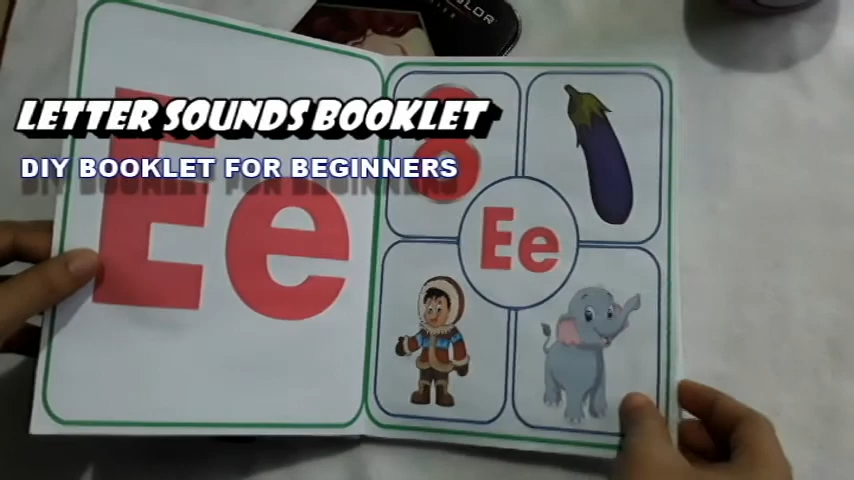 LETTER SOUNDS BOOKLET
DIY BOOKLET FOR BEGINNERS
Ee
8
Ee